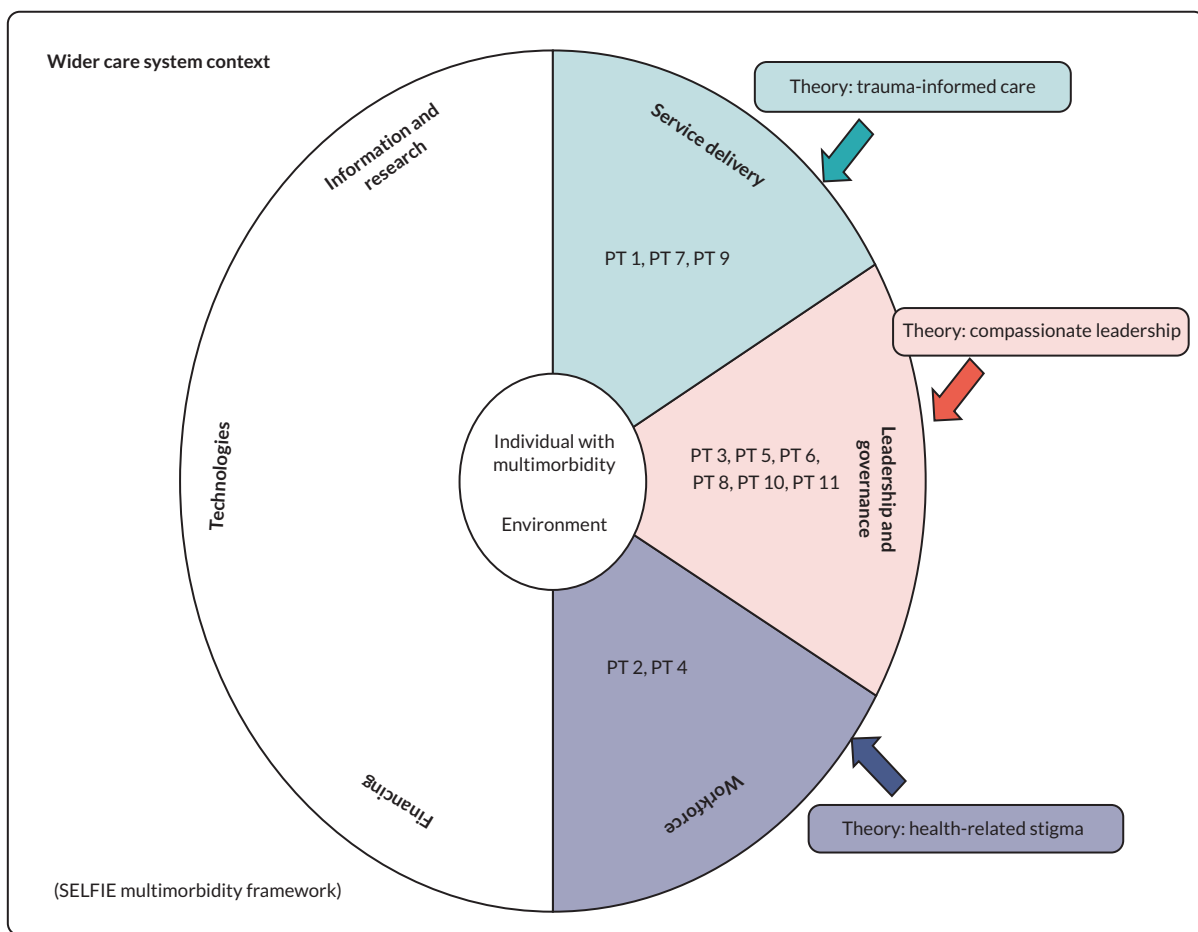 Wider care system context
Theory: trauma-informed care
Information and
research
Service delivery
PT 1, PT 7, PT 9
Theory: compassionate leadership
Technologies
Individual with
multimorbidity
Environment
PT 3, PT 5, PT 6,
PT 8, PT 10, PT 11
Leadership and
governance
PT 2, PT 4
Financing
Workforce
Theory: health-related stigma
(SELFIE multimorbidity framework)